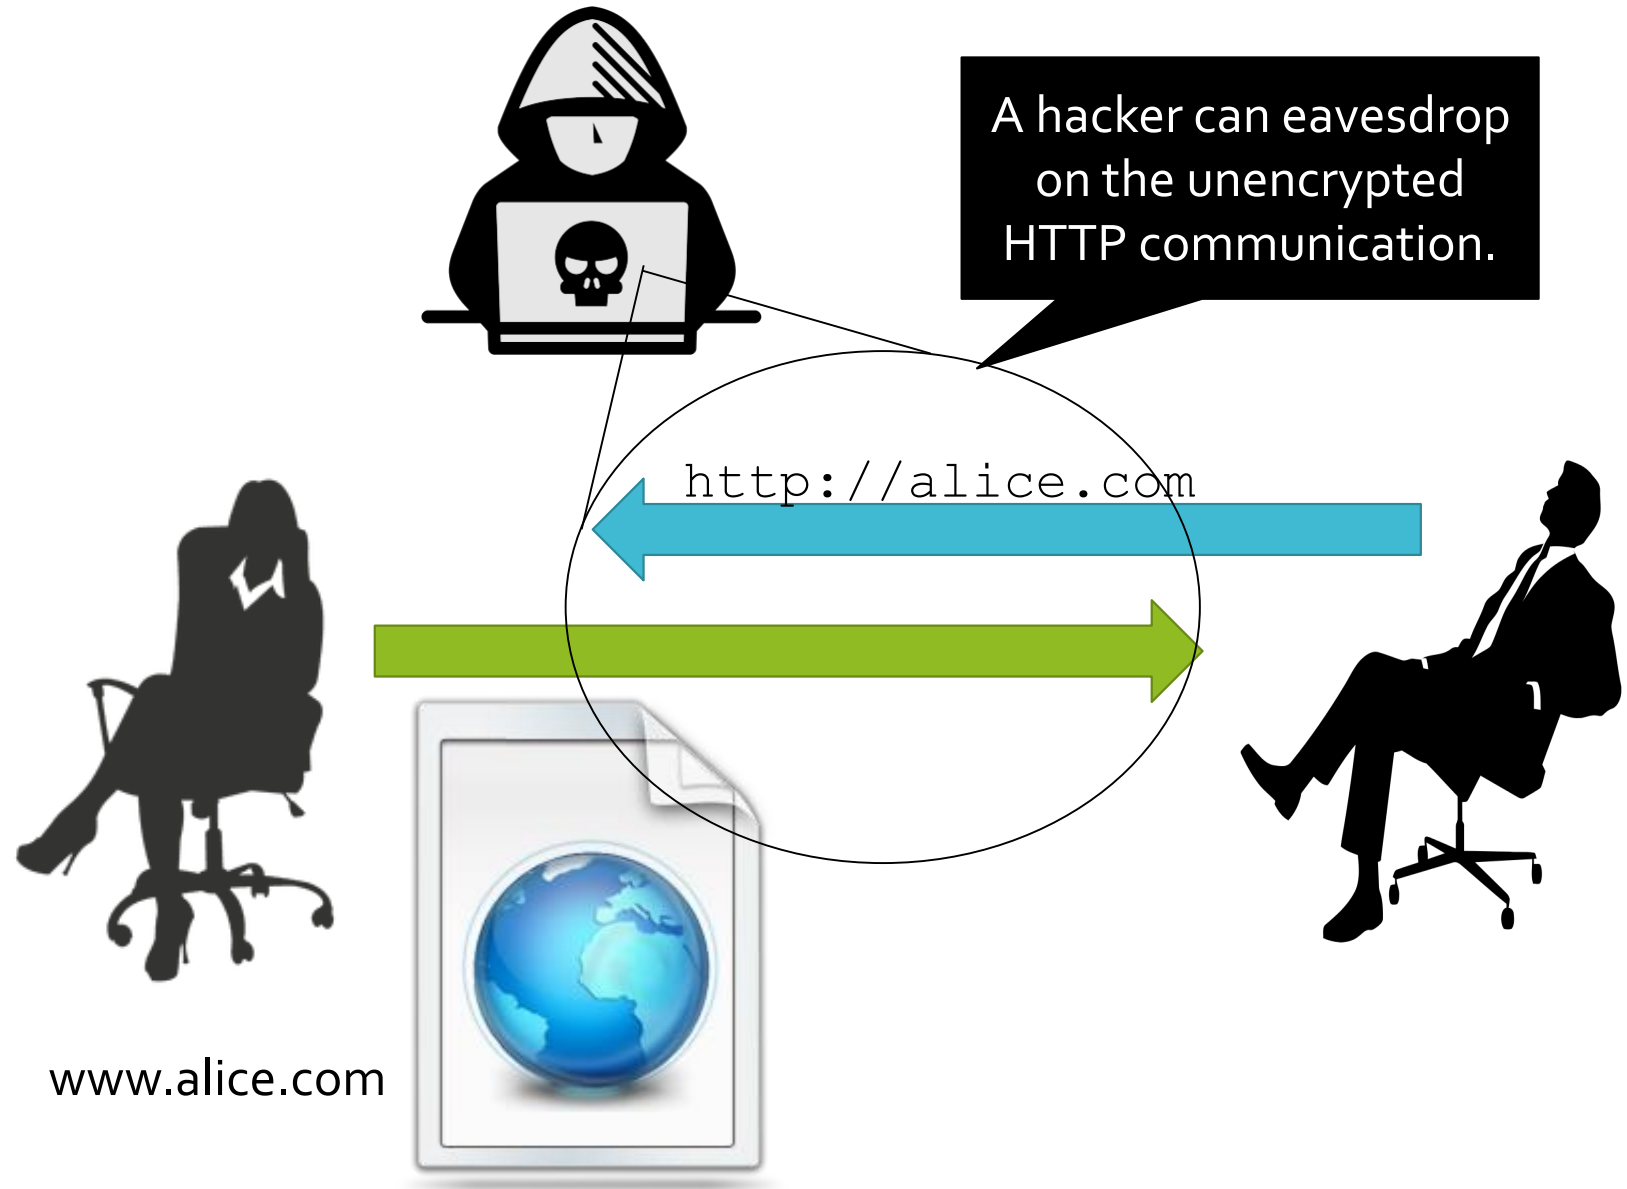 A hacker can eavesdrop
on the unencrypted
HTTP communication.
http://alice.com
www.alice.com